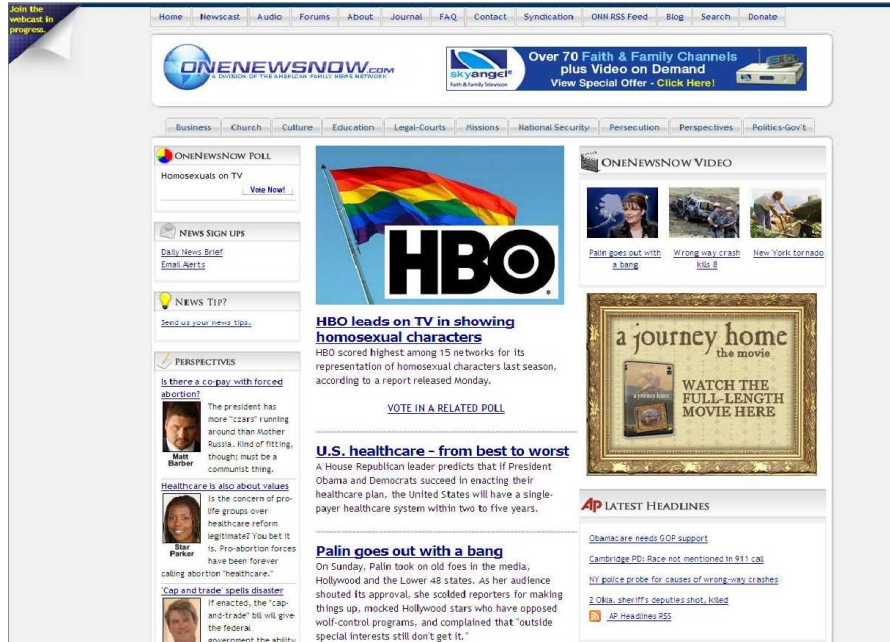 Join the
webcast in
progress.
Home
Newscast
Audio
Forums
About
Journal
FAQ
Contact
Syndication
ONN RSS Feed
Blog
Search
Donate
ONENEWSNOW.COM
A DIVISION OF THE AMERICAN FAMILY NEWS NETWORK
skyangel®
Faith & Family Television
Over 70 Faith & Family Channels
plus Video on Demand
View Special Offer - Click Here!
Business
Church
Culture
Education
Legal-Courts
Missions
National Security
Persecution
Perspectives
Politics-Gov't
ONENEWSNOW POLL
Homosexuals on TV
Vote Now!
NEWS SIGN UPS
Daily News Brief
Email Alerts
NEWS TIP?
Send us your news tips.
PERSPECTIVES
Is there a co-pay with forced
abortion?
The president has
more "czars" running
around than Mother
Russia. Kind of fitting,
though; must be a
communist thing.
Matt
Barber
Healthcare is also about values
Is the concern of pro-
life groups over
healthcare reform
legitimate? You bet it
is. Pro-abortion forces
have been forever
calling abortion "healthcare."
Star
Parker
'Cap and trade' spells disaster
If enacted, the "cap-
and-trade" bill will give
the federal
government the ability
HBO
HBO leads on TV in showing
homosexual characters
HBO scored highest among 15 networks for its
representation of homosexual characters last season,
according to a report released Monday.
VOTE IN A RELATED POLL
U.S. healthcare - from best to worst
A House Republican leader predicts that if President
Obama and Democrats succeed in enacting their
healthcare plan, the United States will have a single-
payer healthcare system within two to five years.
Palin goes out with a bang
On Sunday, Palin took on old foes in the media,
Hollywood and the Lower 48 states. As her audience
shouted its approval, she scolded reporters for making
things up, mocked Hollywood stars who have opposed
wolf-control programs, and complained that "outside
special interests still don't get it."
ONENEWSNOW VIDEO
Palin goes out with
a bang
Wrong way crash
kills 8
New York tornado
a journey home
the movie
a journey home
WATCH THE
FULL-LENGTH
MOVIE HERE
AP LATEST HEADLINES
Obamacare needs GOP support
Cambridge PD: Race not mentioned in 911 call
NY police probe for causes of wrong-way crashes
2 Okla. sheriff's deputies shot, killed
AP Headlines RSS